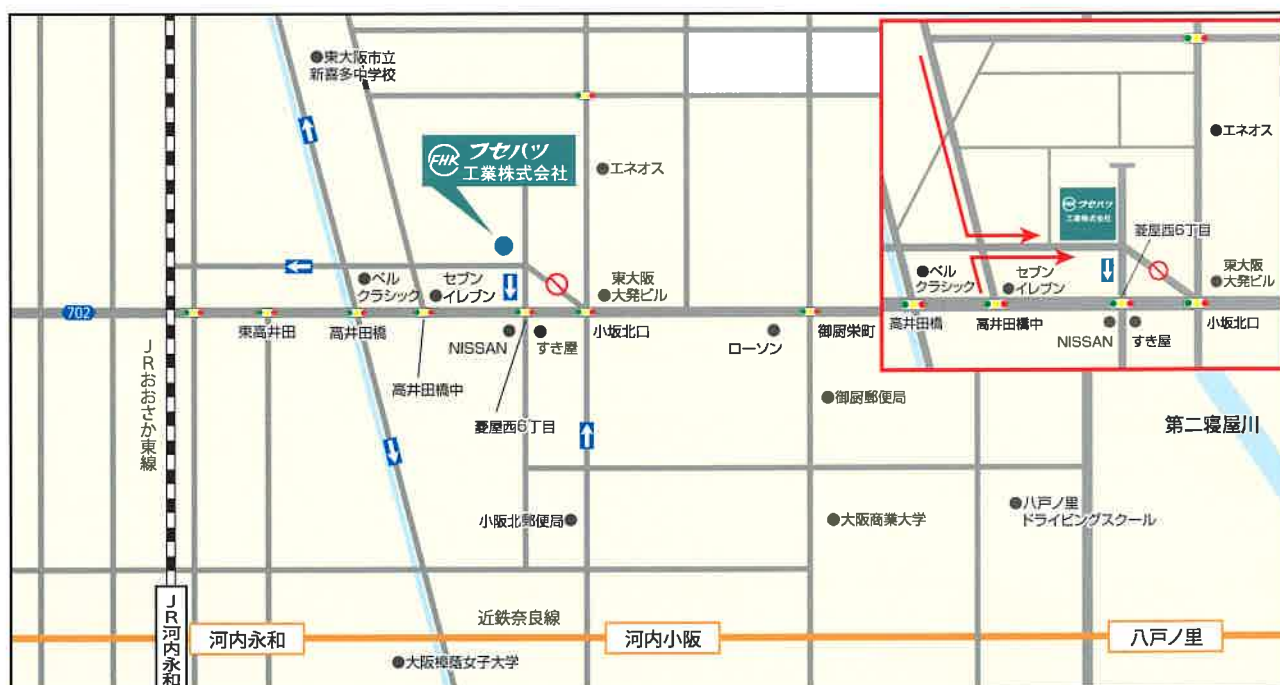 東大阪市立
新喜多中学校
FHK フセハツ
工業株式会社
エネオス
ベル
クラシック
セブン
イレブン
東大阪
大発ビル
702
東高井田
高井田橋
NISSAN
すき屋
小坂北口
ローソン
御厨栄町
高井田橋中
菱屋西6丁目
JRおおさか東線
御厨郵便局
第二寝屋川
小阪北郵便局
大阪商業大学
八戸ノ里
ドライビングスクール
近鉄奈良線
JR河内永和
河内永和
河内小阪
八戸ノ里
大阪樟蔭女子大学
エネオス
FHK フセハツ
工業株式会社
菱屋西6丁目
ベル
クラシック
セブン
イレブン
東大阪
大発ビル
高井田橋
高井田橋中
NISSAN
すき屋
小坂北口